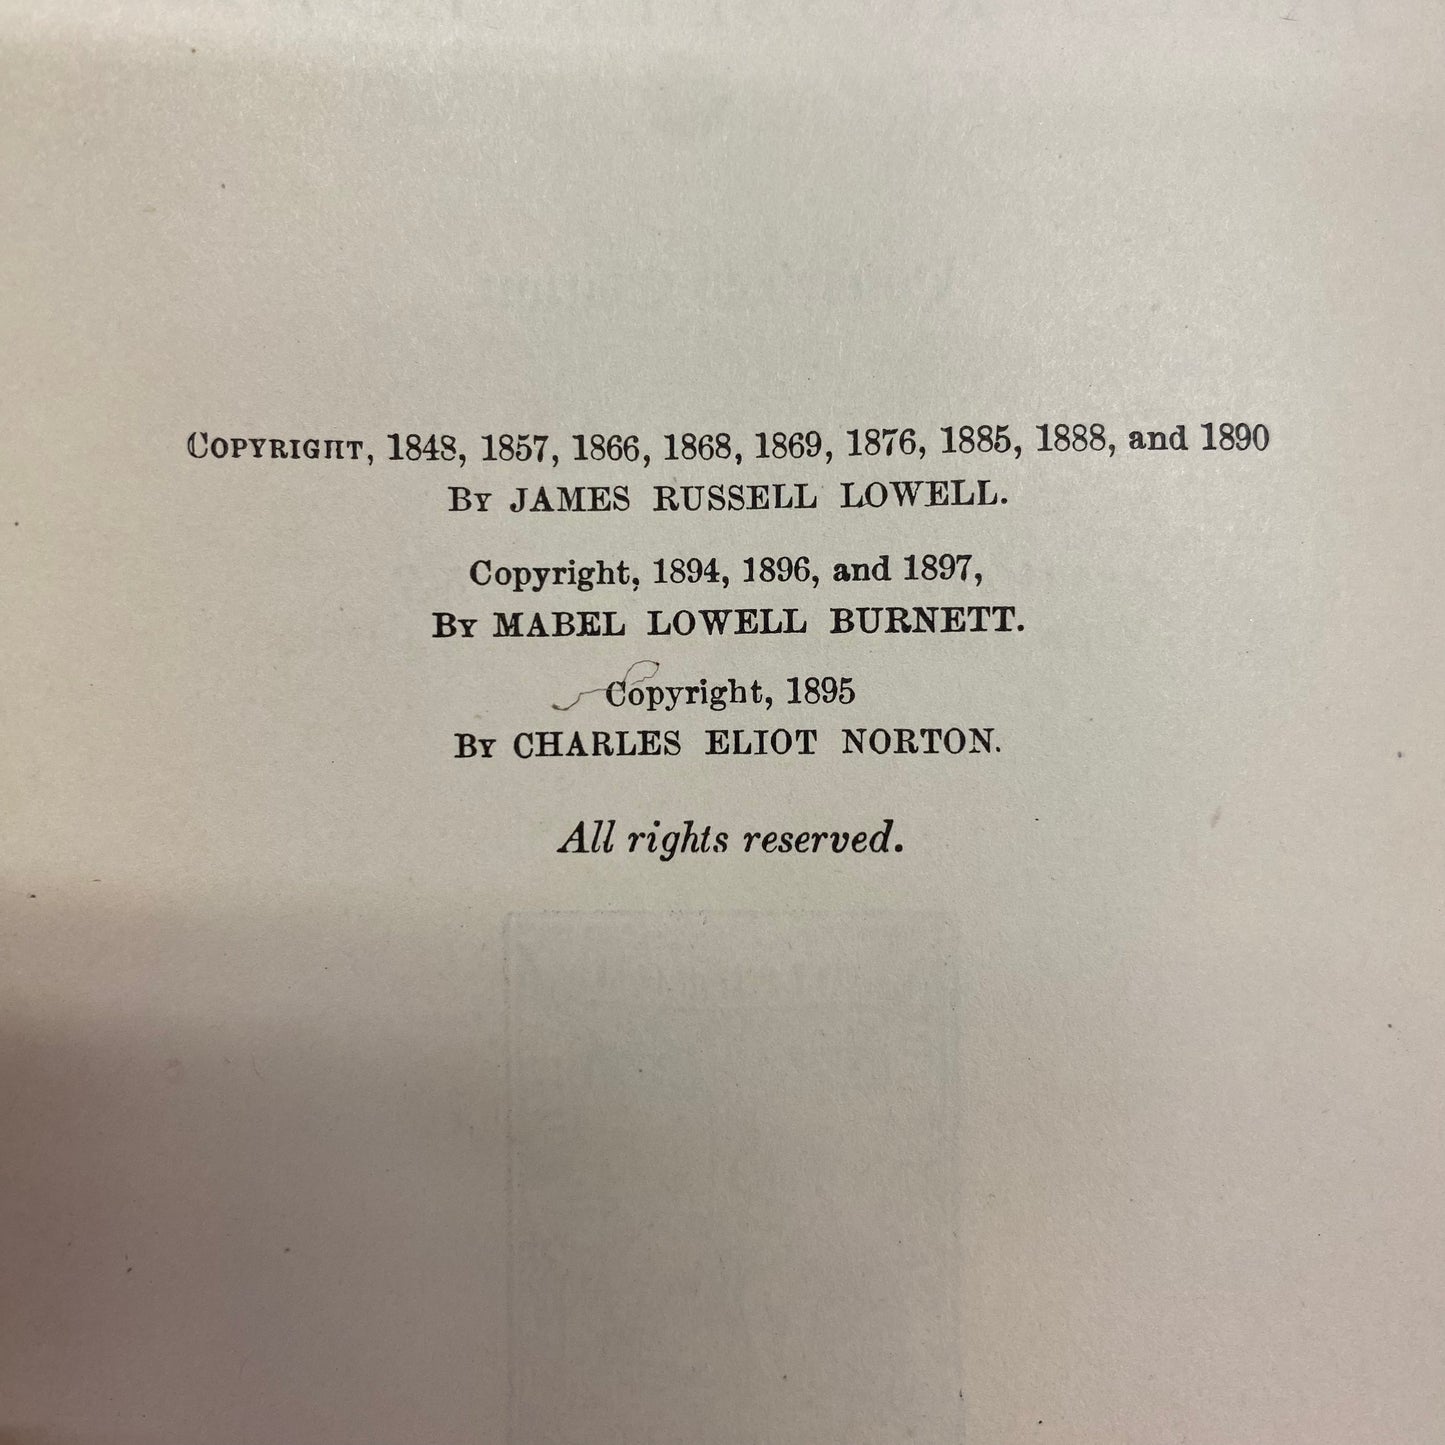 COPYRIGHT, 1848, 1857, 1866, 1868, 1869, 1876, 1885, 1888, and 1890
BY JAMES RUSSELL LOWELL.
Copyright, 1894, 1896, and 1897,
BY MABEL LOWELL BURNETT.
Copyright, 1895
BY CHARLES ELIOT NORTON.
All rights reserved.